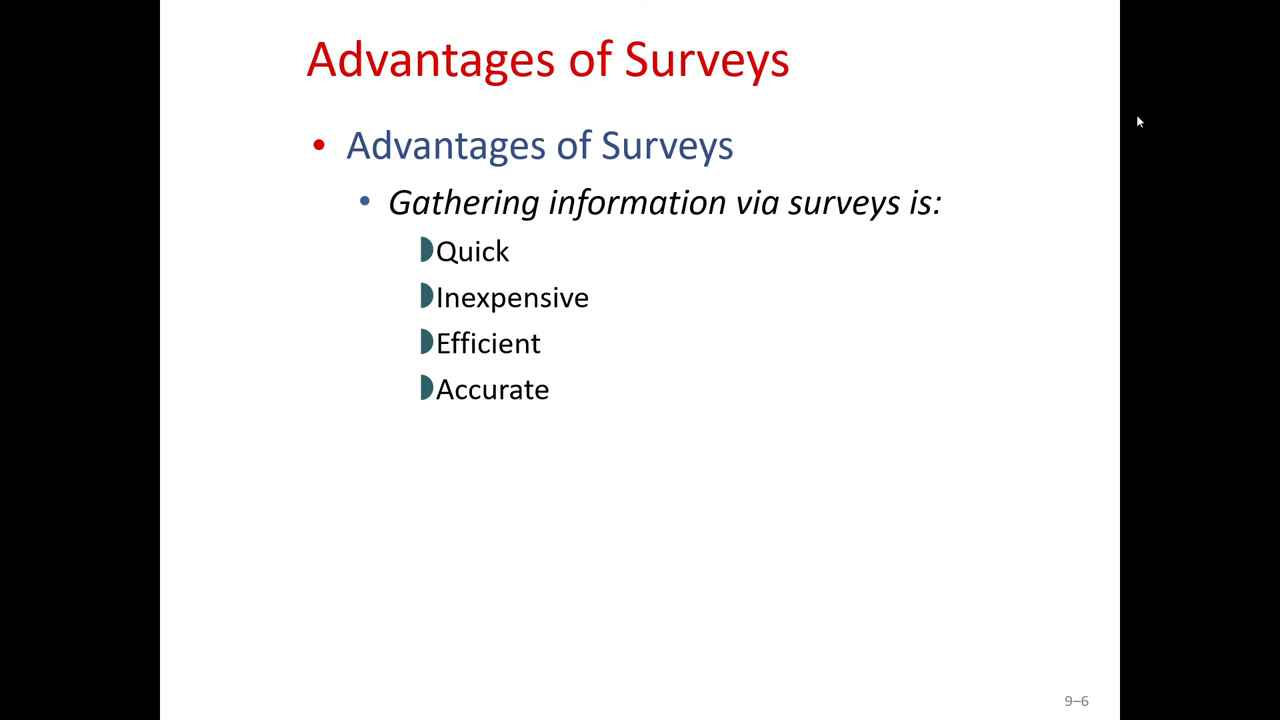 Advantages of Surveys
• Advantages of Surveys
• Gathering information via surveys is:
◗Quick
◗Inexpensive
◗Efficient
◗Accurate
9–6